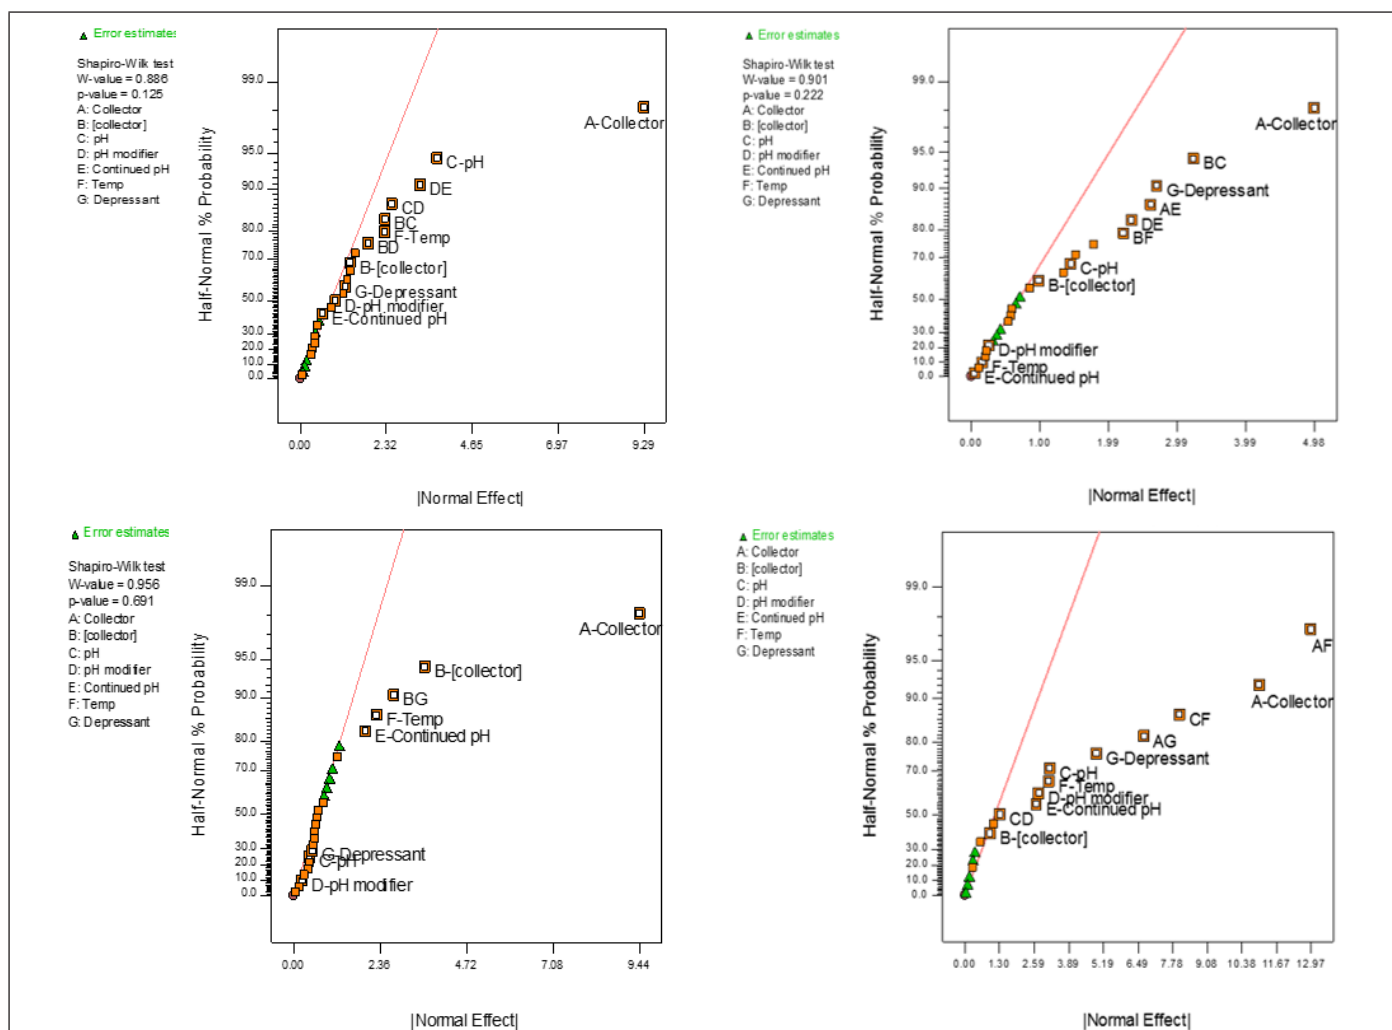 Error estimates
Shapiro-Wilk test
W-value = 0.886
p-value = 0.125
A: Collector
B: [collector]
C: pH
D: pH modifier
E: Continued pH
F: Temp
G: Depressant
Half-Normal % Probability
99.0
95.0
90.0
80.0
70.0
50.0
30.0
20.0
10.0
0.0
A-Collector
C-pH
DE
CD
BC
F-Temp
BD
B-[collector]
G-Depressant
D-pH modifier
E-Continued pH
0.00
2.32
4.65
6.97
9.29
|Normal Effect|
Error estimates
Shapiro-Wilk test
W-value = 0.901
p-value = 0.222
A: Collector
B: [collector]
C: pH
D: pH modifier
E: Continued pH
F: Temp
G: Depressant
Half-Normal % Probability
99.0
95.0
90.0
80.0
70.0
50.0
30.0
20.0
10.0
0.0
A-Collector
BC
G-Depressant
AE
DE
BF
C-pH
B-[collector]
D-pH modifier
F-Temp
E-Continued pH
0.00
1.00
1.99
2.99
3.99
4.98
|Normal Effect|
Error estimates
Shapiro-Wilk test
W-value = 0.956
p-value = 0.691
A: Collector
B: [collector]
C: pH
D: pH modifier
E: Continued pH
F: Temp
G: Depressant
Half-Normal % Probability
99.0
95.0
90.0
80.0
70.0
50.0
30.0
20.0
10.0
0.0
A-Collector
B-[collector]
BG
F-Temp
E-Continued pH
G-Depressant
C-pH
D-pH modifier
0.00
2.36
4.72
7.08
9.44
|Normal Effect|
Error estimates
A: Collector
B: [collector]
C: pH
D: pH modifier
E: Continued pH
F: Temp
G: Depressant
Half-Normal % Probability
99.0
95.0
90.0
80.0
70.0
50.0
30.0
20.0
10.0
0.0
AF
A-Collector
CF
AG
G-Depressant
C-pH
F-Temp
D-pH modifier
E-Continued pH
CD
B-[collector]
0.00
1.30
2.59
3.89
5.19
6.49
7.78
9.08
10.38
11.67
12.97
|Normal Effect|